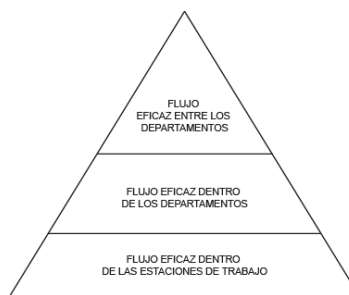 FLUJO
EFICAZ ENTRE LOS
DEPARTAMENTOS
FLUJO EFICAZ DENTRO
DE LOS DEPARTAMENTOS
FLUJO EFICAZ DENTRO
DE LAS ESTACIONES DE TRABAJO